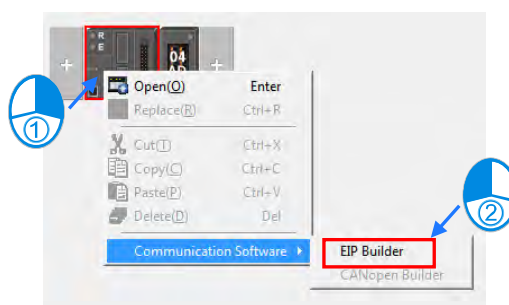 R
E
+
04
AD
+
Open(O) Enter
Replace(R) Ctrl+R
Cut(T) Ctrl+X
Copy(C) Ctrl+C
Paste(P) Ctrl+V
Delete(D) Del
Communication Software
EIP Builder
CANopen Builder
①
②